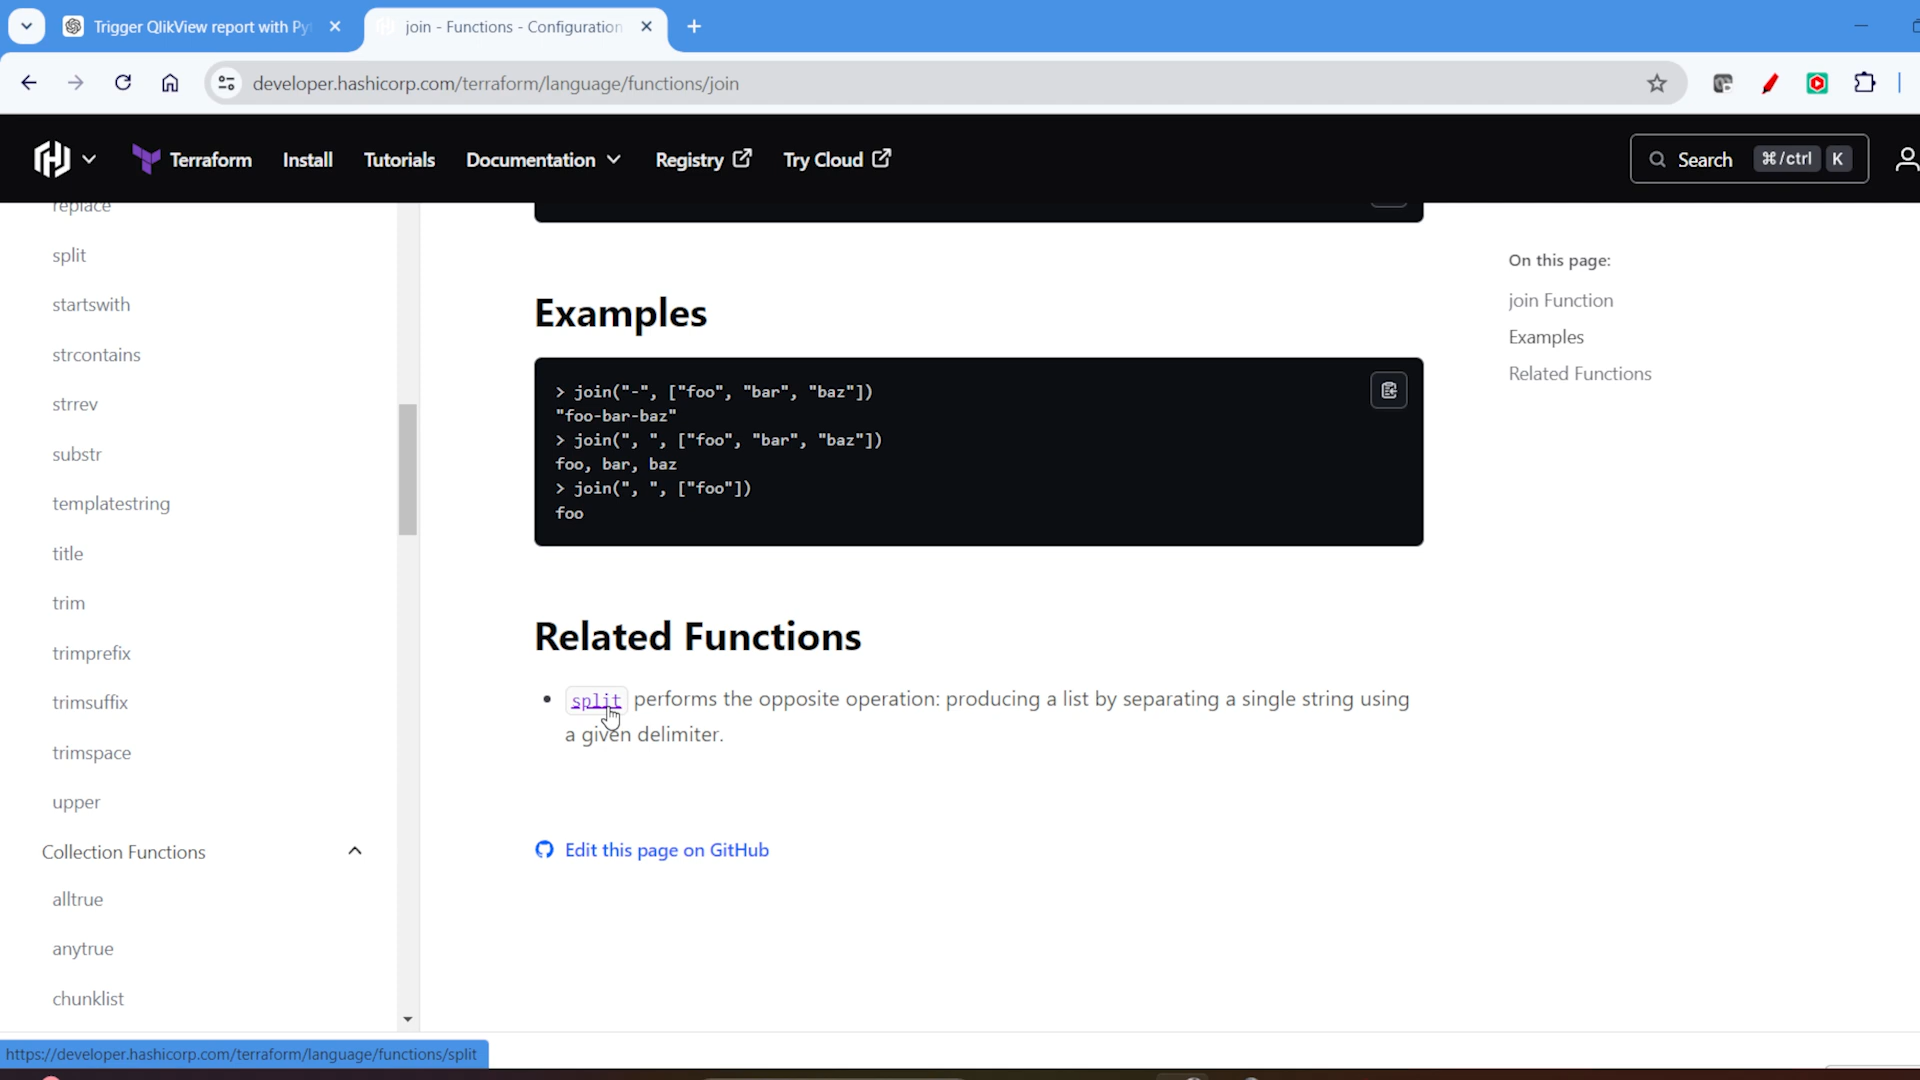 Trigger QlikView report with Py
join - Functions - Configuration
developer.hashicorp.com/terraform/language/functions/join
Terraform Install Tutorials Documentation Registry Try Cloud Search ⌘/ctrl K
replace
split
startswith
strcontains
strrev
substr
templatestring
title
trim
trimprefix
trimsuffix
trimspace
upper
Collection Functions
alltrue
anytrue
chunklist
Examples
> join("-", ["foo", "bar", "baz"])
"foo-bar-baz"
> join(", ", ["foo", "bar", "baz"])
foo, bar, baz
> join(", ", ["foo"])
foo
Related Functions
• split performs the opposite operation: producing a list by separating a single string using
a given delimiter.
Edit this page on GitHub
On this page:
join Function
Examples
Related Functions
https://developer.hashicorp.com/terraform/language/functions/split